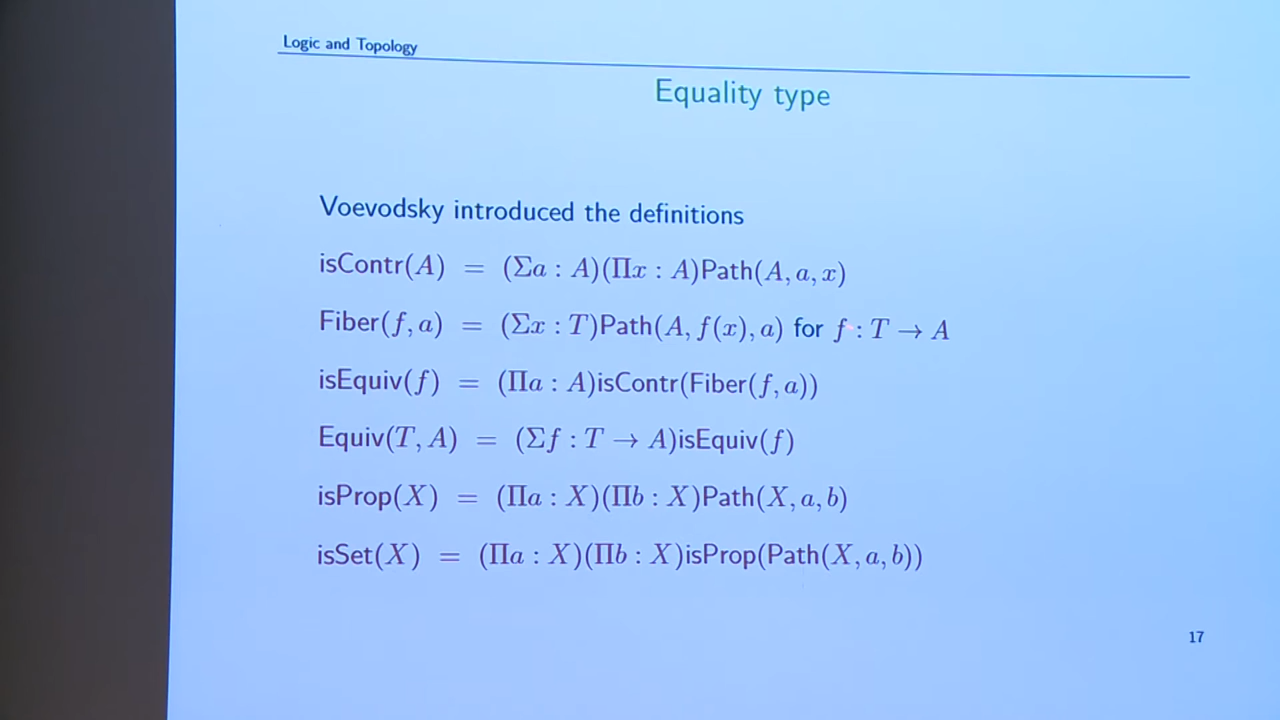 Logic and Topology
Equality type
Voevodsky introduced the definitions
isContr(A) = (Σa : A)(Πx : A)Path(A, a, x)
Fiber(f, a) = (Σx : T)Path(A, f(x), a) for f : T → A
isEquiv(f) = (Πa : A)isContr(Fiber(f, a))
Equiv(T, A) = (Σf : T → A)isEquiv(f)
isProp(X) = (Πa : X)(Πb : X)Path(X, a, b)
isSet(X) = (Πa : X)(Πb : X)isProp(Path(X, a, b))
17